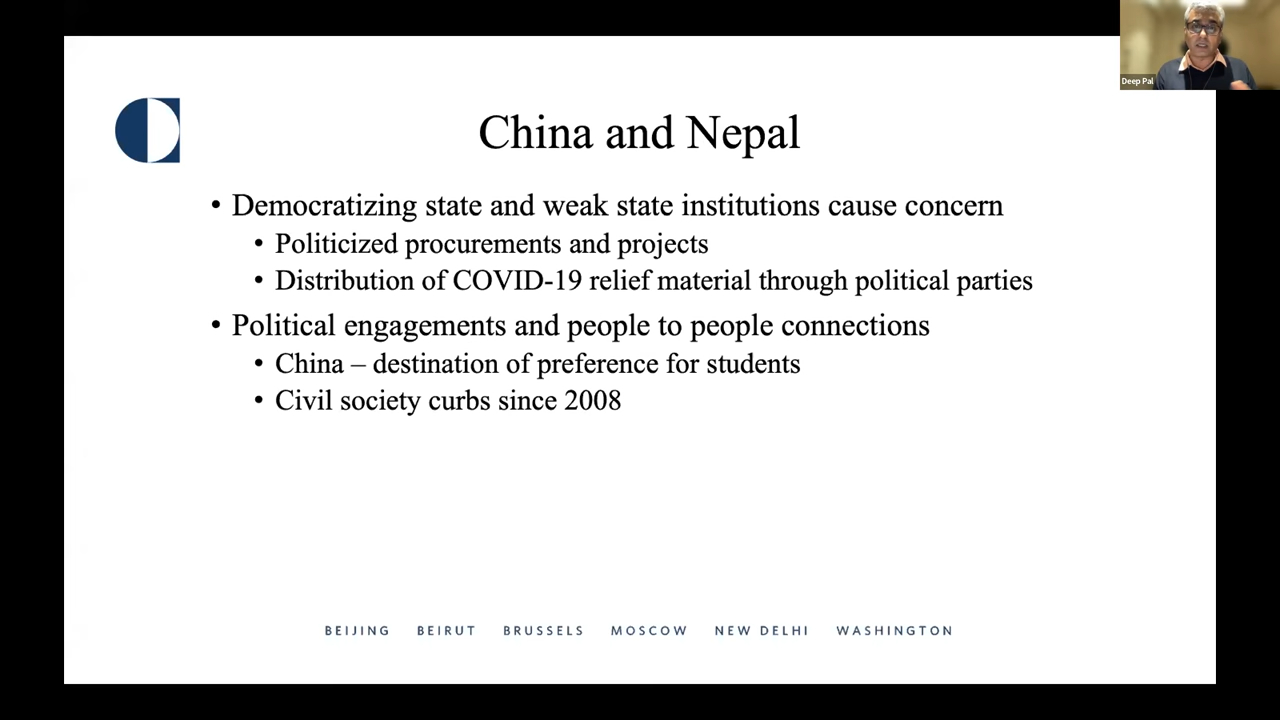 Deep Pal
China and Nepal
• Democratizing state and weak state institutions cause concern
• Politicized procurements and projects
• Distribution of COVID-19 relief material through political parties
• Political engagements and people to people connections
• China – destination of preference for students
• Civil society curbs since 2008
BEIJING BEIRUT BRUSSELS MOSCOW NEW DELHI WASHINGTON